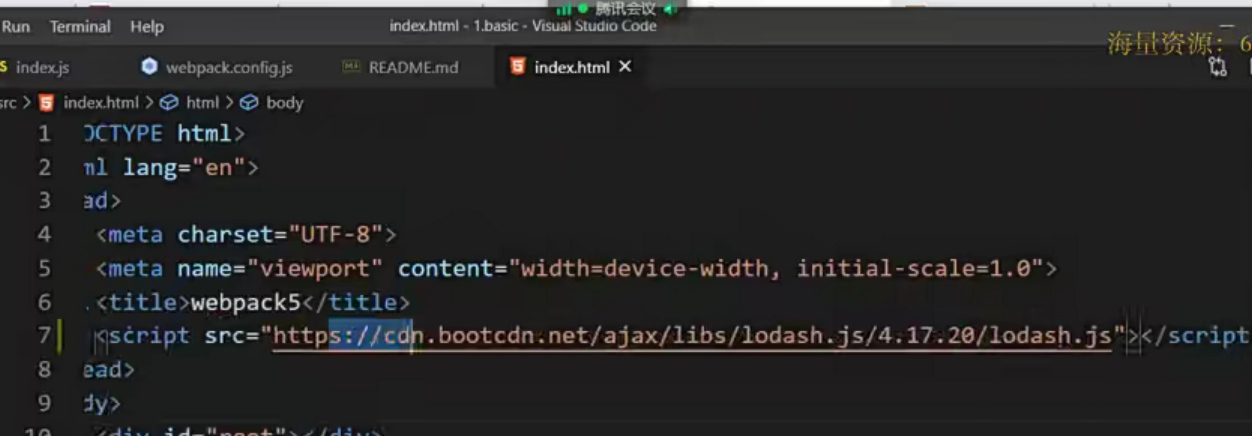 腾讯会议
Run Terminal Help index.html - 1.basic - Visual Studio Code
海量资源: 6
S index.js webpack.config.js README.md index.html ×
src > index.html > html > body
1 OCTYPE html>
2 ml lang="en">
3 ad>
4 <meta charset="UTF-8">
5 <meta name="viewport" content="width=device-width, initial-scale=1.0">
6 <title>webpack5</title>
7 <script src="https://cdn.bootcdn.net/ajax/libs/lodash.js/4.17.20/lodash.js"></script
8 ead>
9 dy>
10 <div id="root"></div>